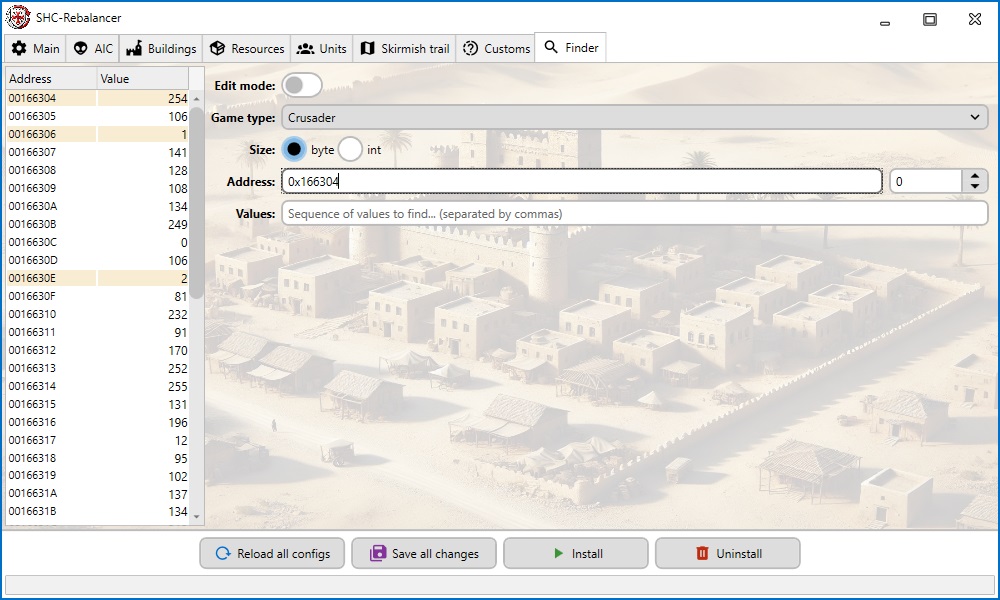 SHC-Rebalancer
Main AIC Buildings Resources Units Skirmish trail Customs Finder
Address Value
00166304 254
00166305 106
00166306 1
00166307 141
00166308 128
00166309 108
0016630A 134
0016630B 249
0016630C 0
0016630D 106
0016630E 2
0016630F 81
00166310 232
00166311 91
00166312 170
00166313 252
00166314 255
00166315 131
00166316 196
00166317 12
00166318 95
00166319 102
0016631A 137
0016631B 134
Edit mode:
Game type: Crusader
Size: byte int
Address: 0x166304 0
Values: Sequence of values to find... (separated by commas)
Reload all configs Save all changes Install Uninstall